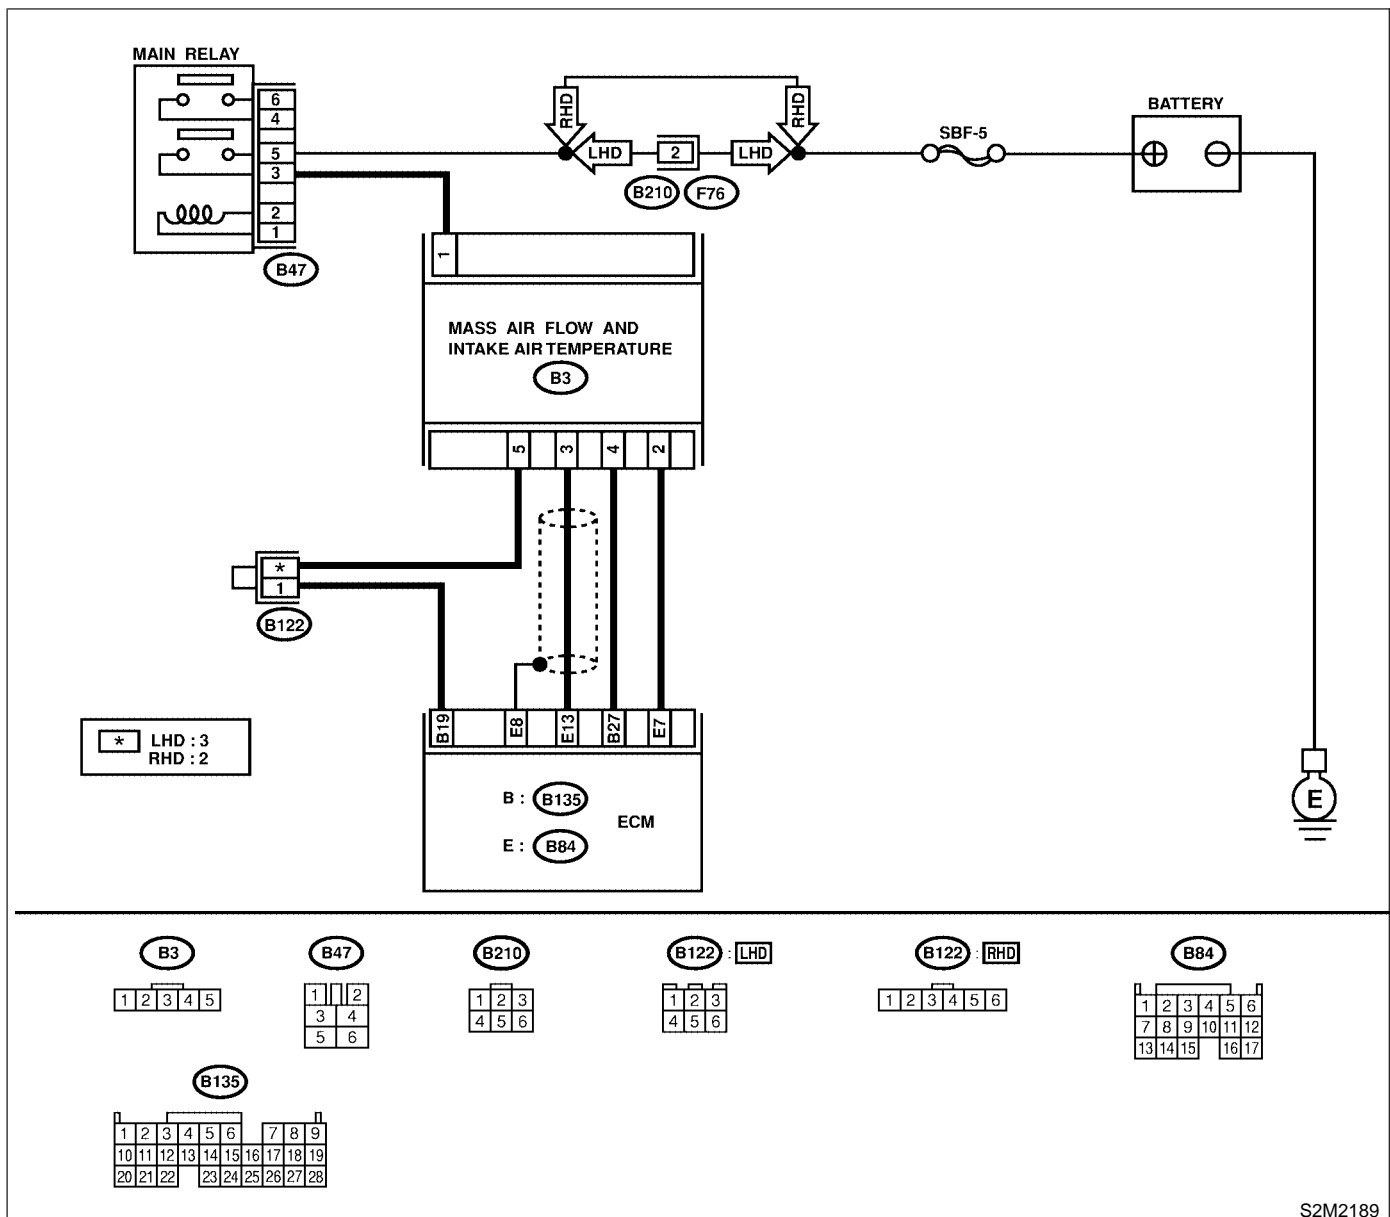 MAIN RELAY
6
4
5
3
2
1
B47
RHD
RHD
LHD
2
LHD
B210
F76
SBF-5
BATTERY
1
MASS AIR FLOW AND
INTAKE AIR TEMPERATURE
B3
5 3 4 2
*
1
B122
* LHD : 3
RHD : 2
B19 E8 E13 B27 E7
B : B135
ECM
E : B84
E
B3
1 2 3 4 5
B47
1 2
3 4
5 6
B210
1 2 3
4 5 6
B122 : LHD
1 2 3
4 5 6
B122 : RHD
1 2 3 4 5 6
B84
1 2 3 4 5 6
7 8 9 10 11 12
13 14 15 16 17
B135
1 2 3 4 5 6 7 8 9
10 11 12 13 14 15 16 17 18 19
20 21 22 23 24 25 26 27 28
S2M2189